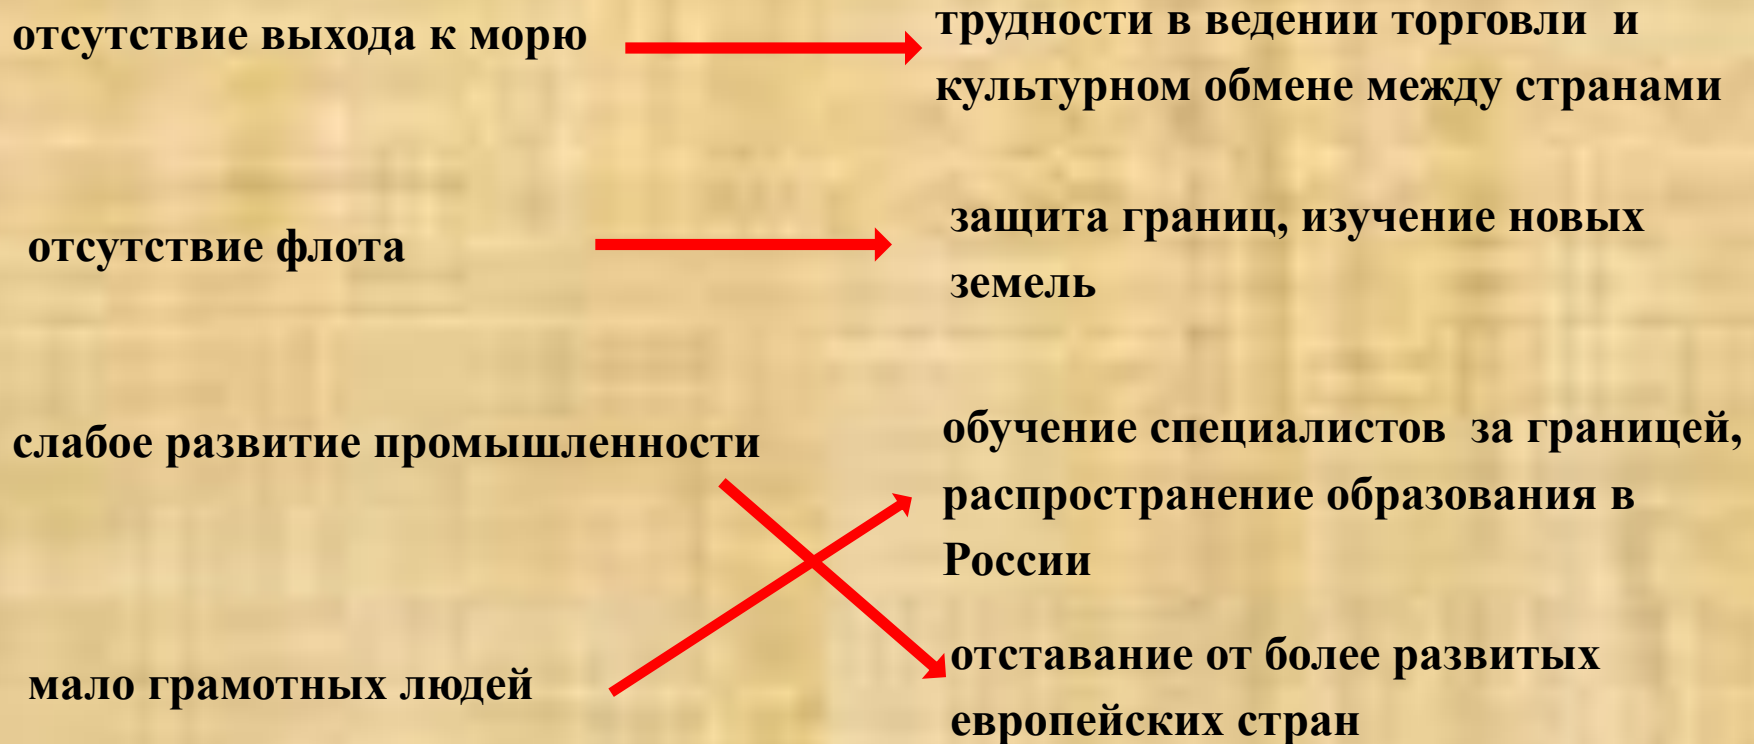 отсутствие выхода к морю
трудности в ведении торговли и
культурном обмене между странами
отсутствие флота
защита границ, изучение новых
земель
слабое развитие промышленности
обучение специалистов за границей,
распространение образования в
России
мало грамотных людей
отставание от более развитых
европейских стран